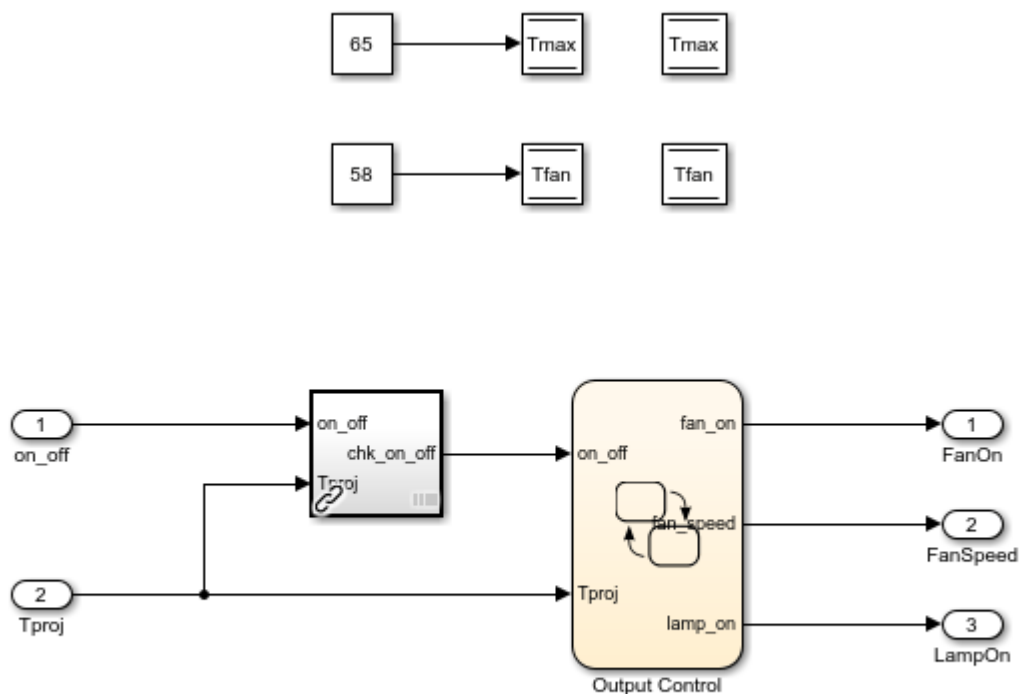 65
Tmax
Tmax
58
Tfan
Tfan
1
on_off
on_off
chk_on_off
Tproj
on_off
fan_on
1
FanOn
fan_speed
2
FanSpeed
2
Tproj
Tproj
lamp_on
3
LampOn
Output Control